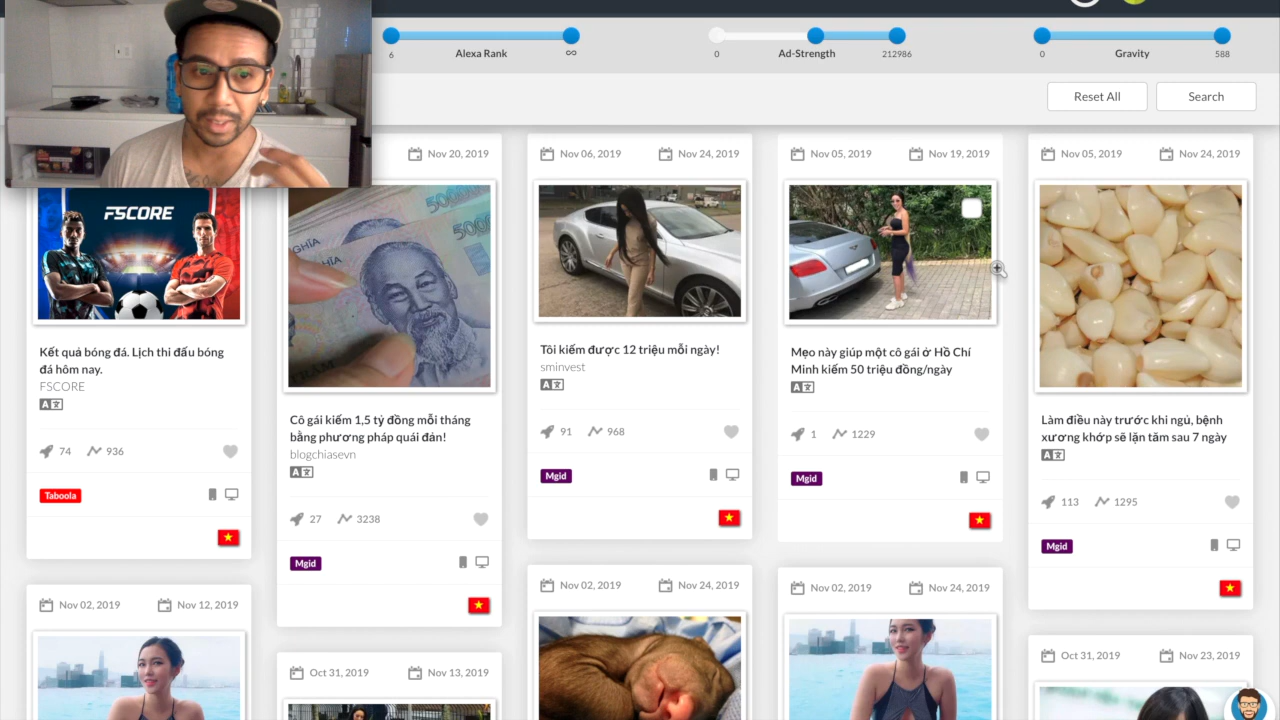 6
Alexa Rank
∞
0
Ad-Strength
212986
0
Gravity
588
Reset All
Search
Nov 20, 2019
FSCORE
Kết quả bóng đá. Lịch thi đấu bóng
đá hôm nay.
FSCORE
A
74
936
Taboola
Cô gái kiếm 1,5 tỷ đồng mỗi tháng
bằng phương pháp quái đản!
blogchiasevn
A
27
3238
Mgid
Nov 06, 2019
Nov 24, 2019
Tôi kiếm được 12 triệu mỗi ngày!
sminvest
A
91
968
Mgid
Nov 05, 2019
Nov 19, 2019
Mẹo này giúp một cô gái ở Hồ Chí
Minh kiếm 50 triệu đồng/ngày
A
1
1229
Mgid
Nov 05, 2019
Nov 24, 2019
Làm điều này trước khi ngủ, bệnh
xương khớp sẽ lặn tăm sau 7 ngày
A
113
1295
Mgid
Nov 02, 2019
Nov 12, 2019
Oct 31, 2019
Nov 13, 2019
Nov 02, 2019
Nov 24, 2019
Nov 02, 2019
Nov 24, 2019
Oct 31, 2019
Nov 23, 2019